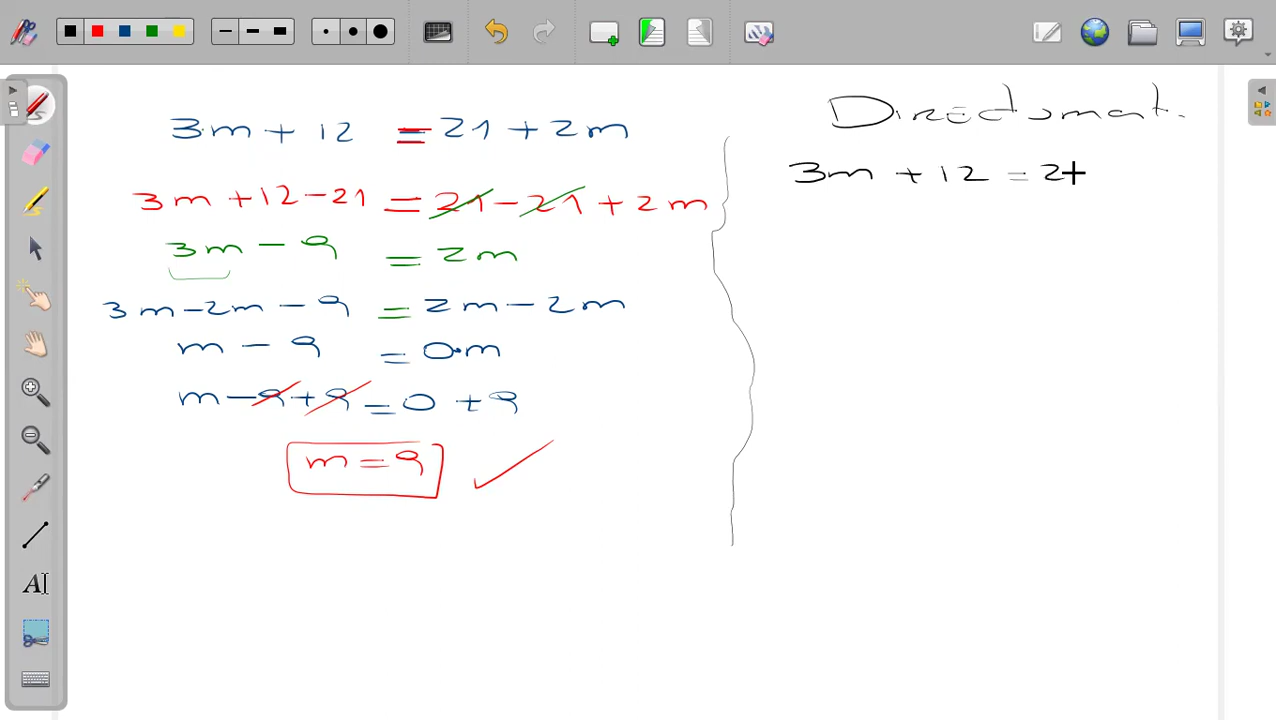 3m + 12 = 21 + 2m
3m + 12 - 21 = 21 - 21 + 2m
3m - 9 = 2m
3m - 2m - 9 = 2m - 2m
m - 9 = 0·m
m - 9 + 9 = 0 + 9
m = 9
3m + 12 = 2
AI